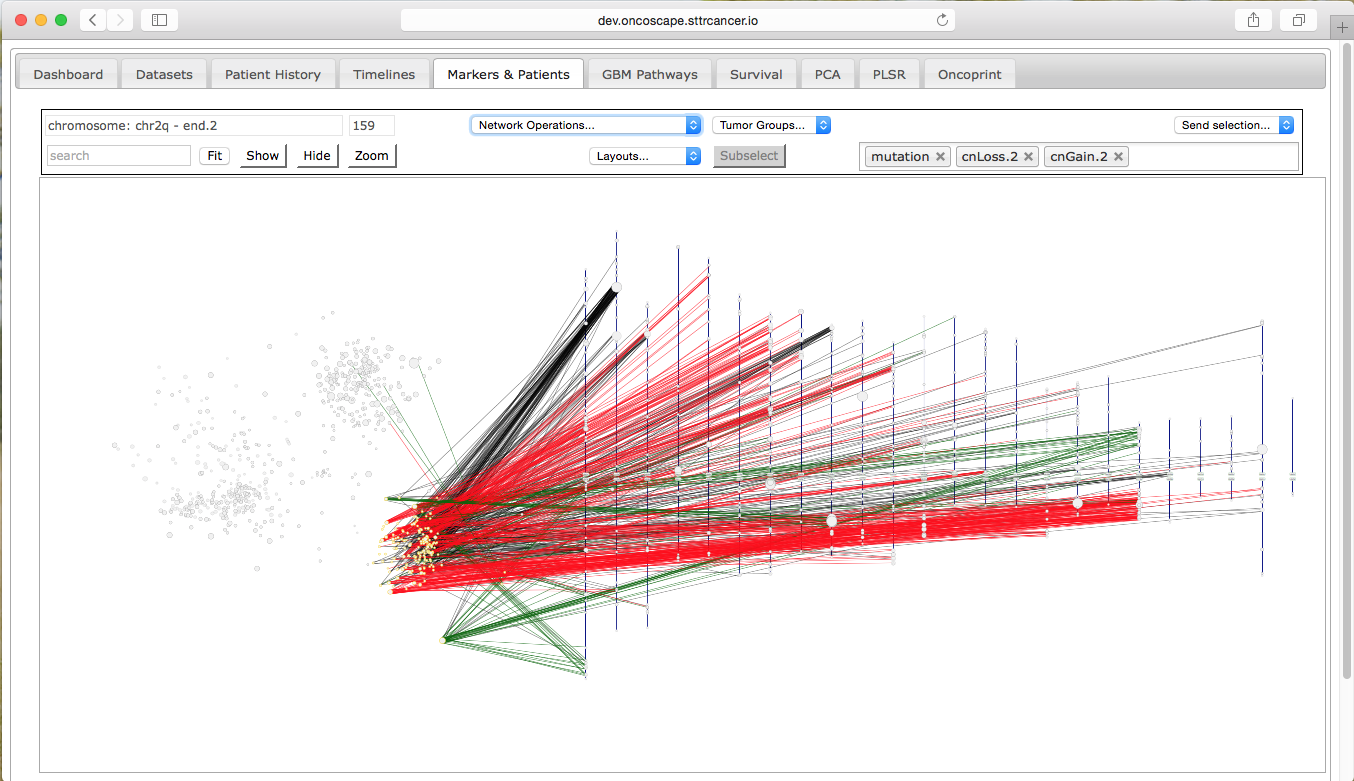 dev.oncoscape.sttrcancer.io
Dashboard Datasets Patient History Timelines Markers & Patients GBM Pathways Survival PCA PLSR Oncoprint
chromosome: chr2q - end.2 159 Network Operations... Tumor Groups... Send selection...
search Fit Show Hide Zoom Layouts... Subselect mutation cnLoss.2 cnGain.2